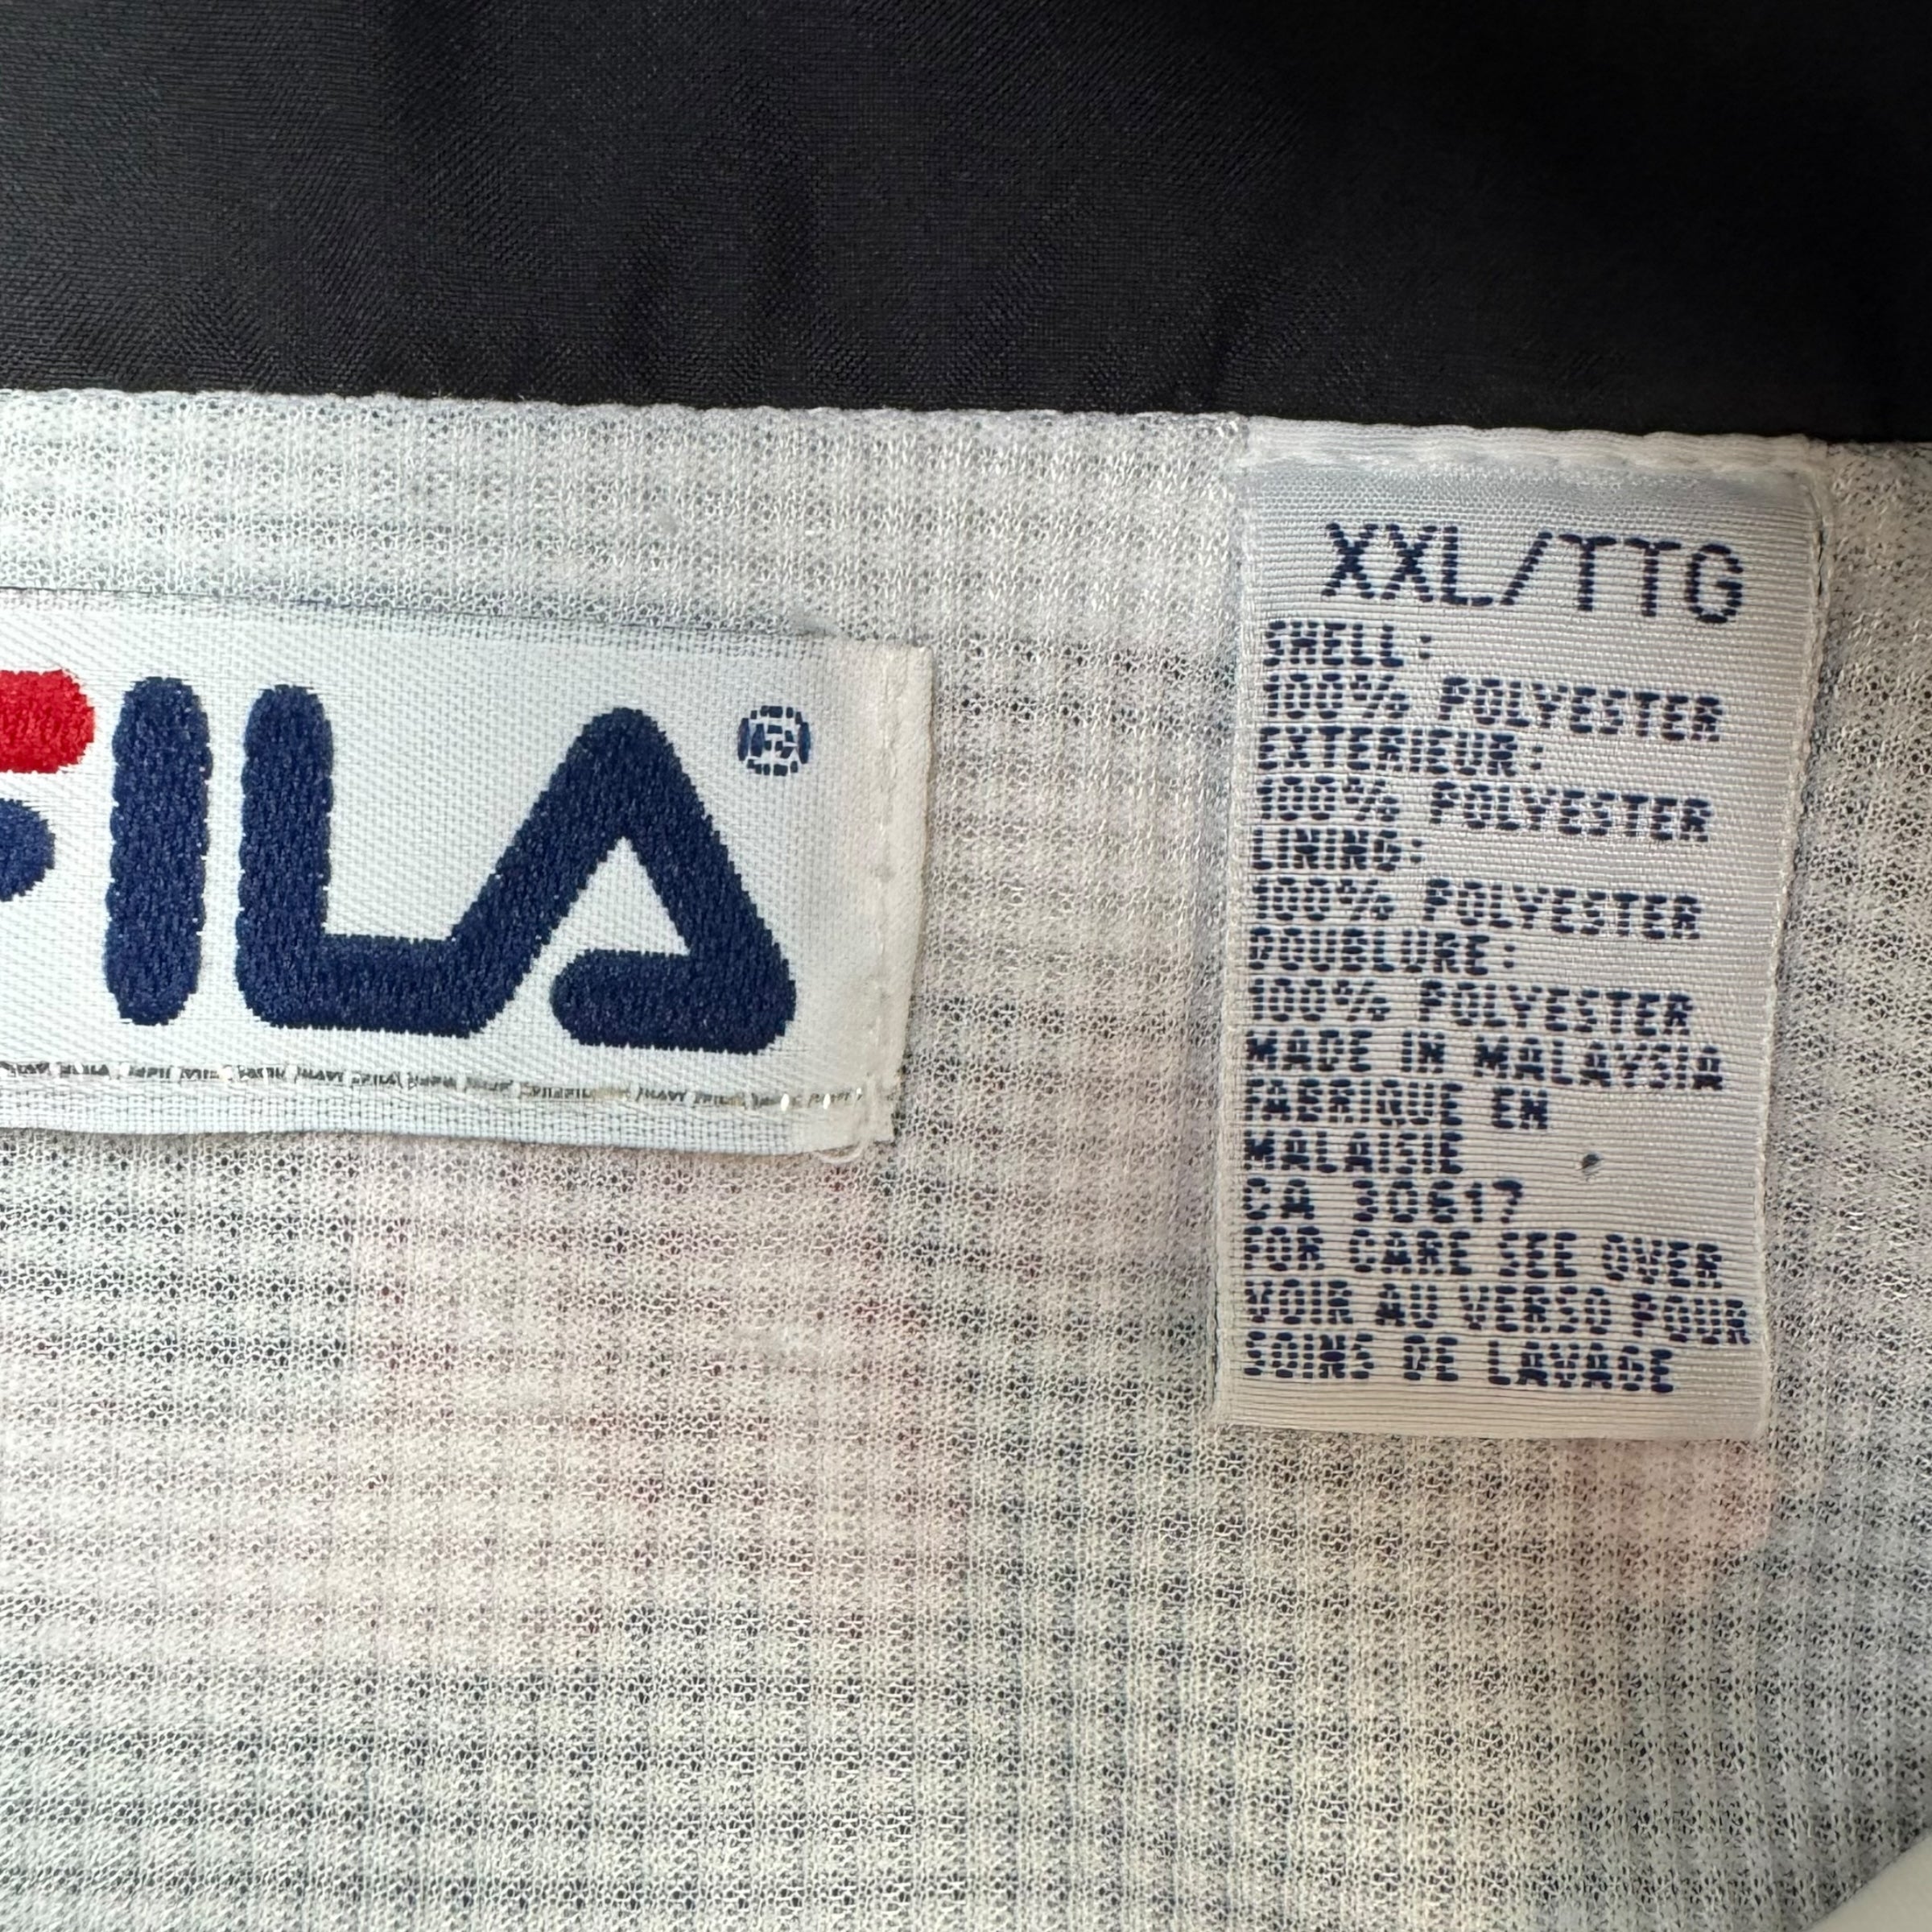 FILA®
XXL/TTG
SHELL:
100% POLYESTER
EXTERIEUR:
100% POLYESTER
LINING:
100% POLYESTER
DOUBLURE:
100% POLYESTER
MADE IN MALAYSIA
FABRIQUE EN
MALAISIE
CA 30617
FOR CARE SEE OVER
VOIR AU VERSO POUR
SOINS DE LAVAGE